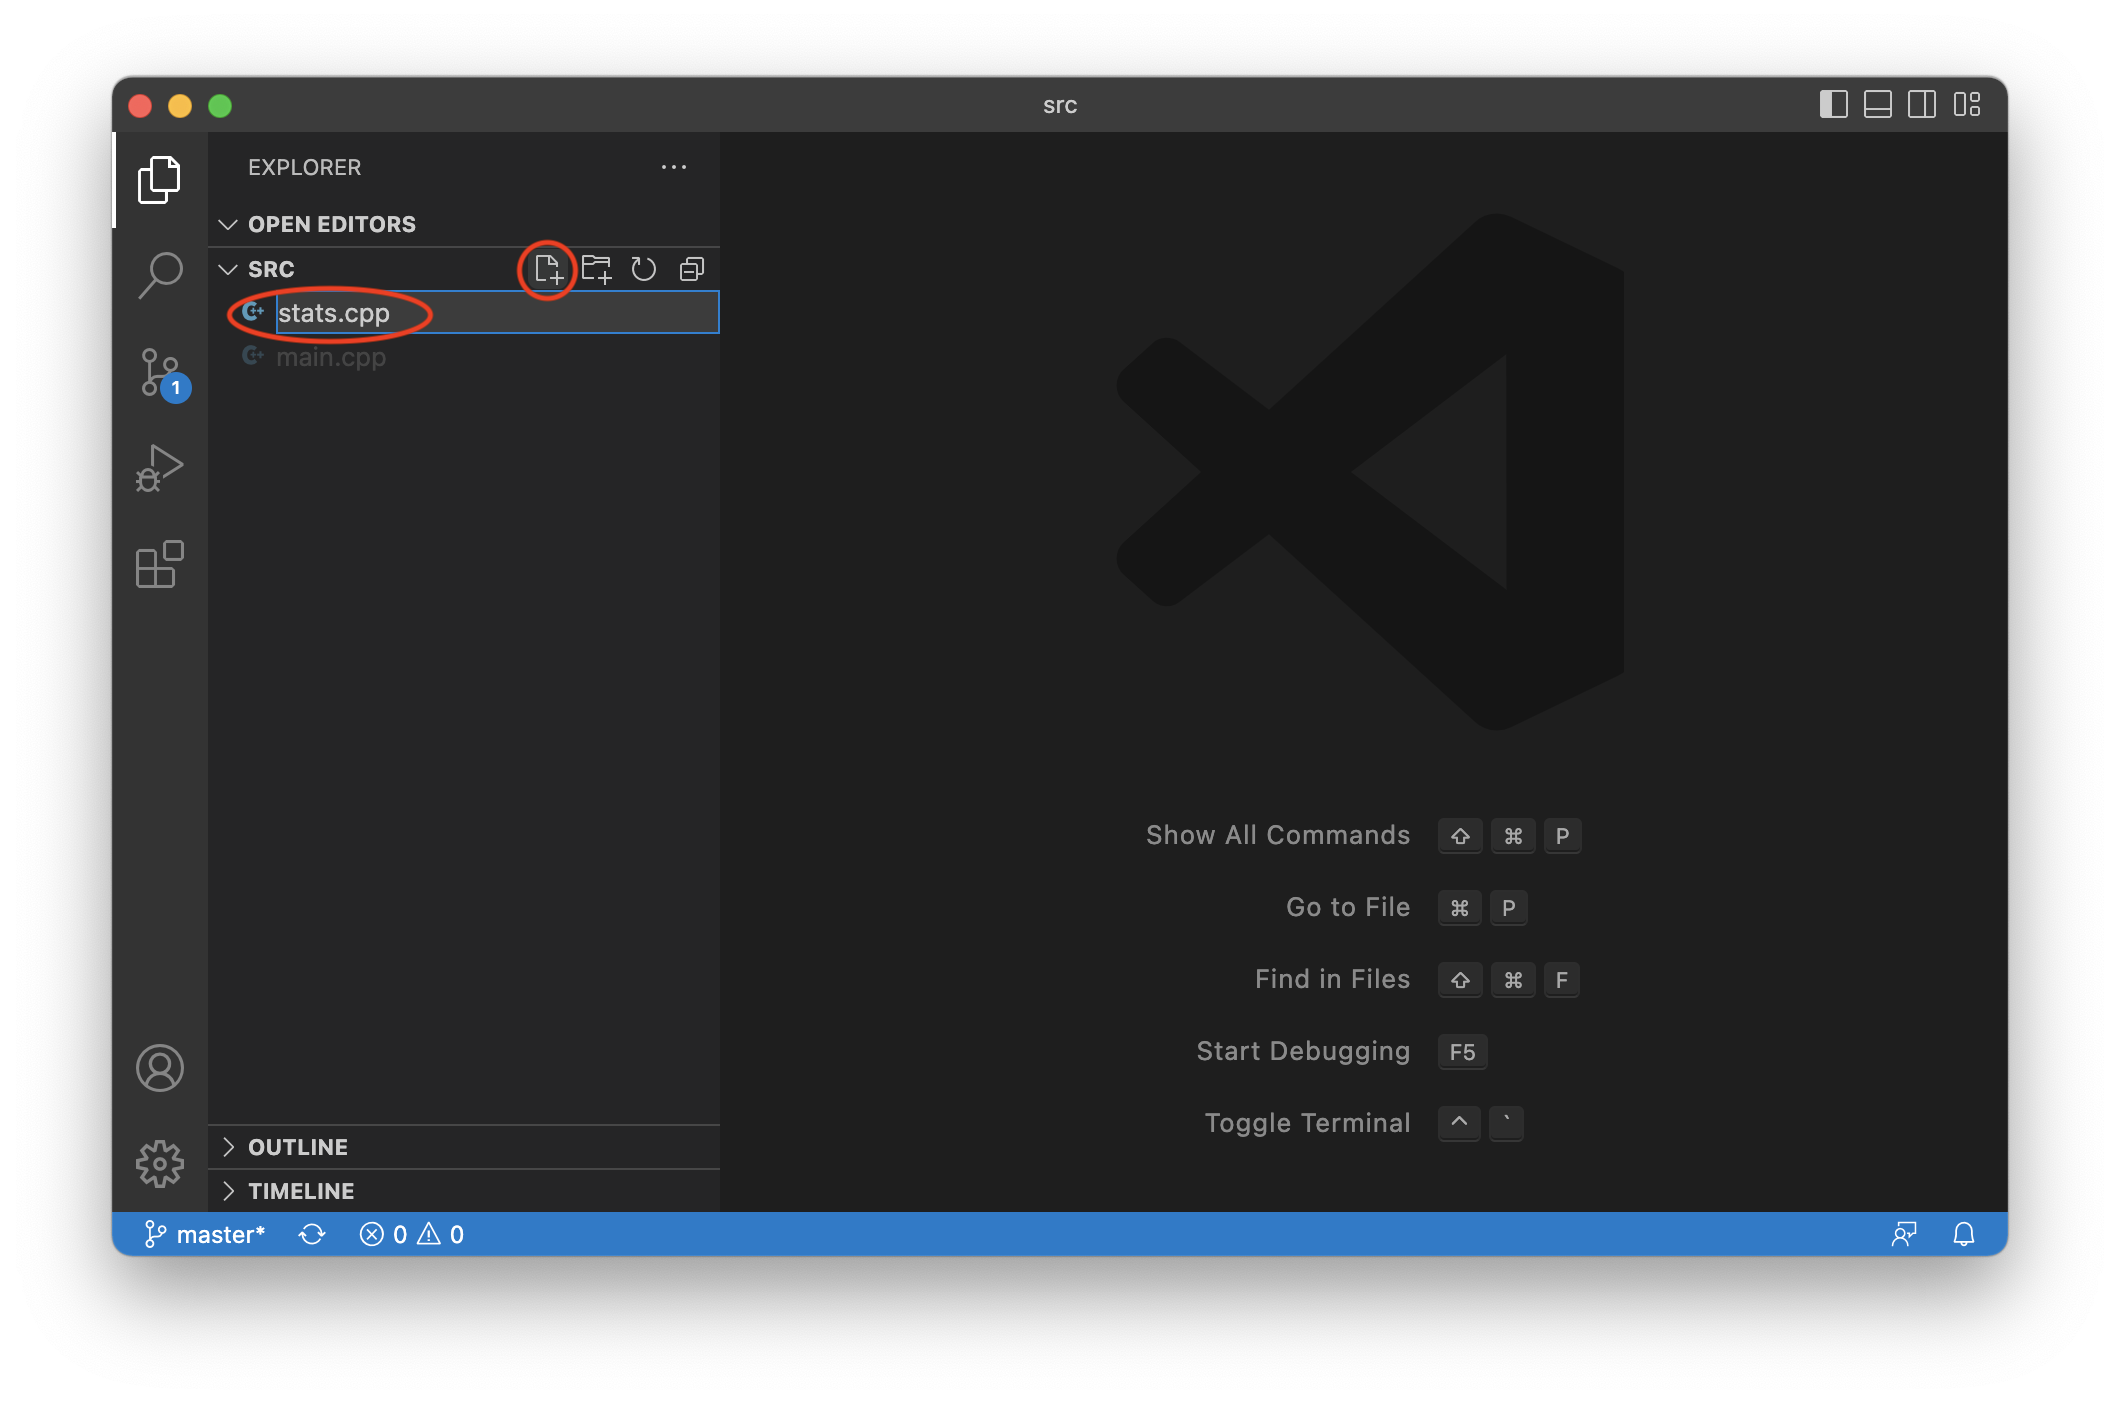 src
EXPLORER
OPEN EDITORS
SRC
stats.cpp
main.cpp
1
Show All Commands ⇧ ⌘ P
Go to File ⌘ P
Find in Files ⇧ ⌘ F
Start Debugging F5
Toggle Terminal ^ `
OUTLINE
TIMELINE
master* 0 0